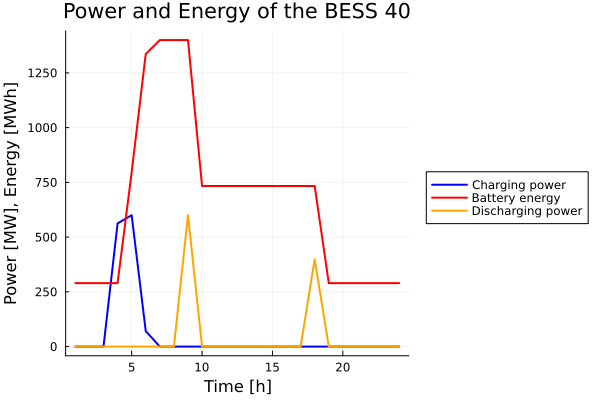 Power and Energy of the BESS 40
Power [MW], Energy [MWh]
1250
1000
750
500
250
0
5
10
15
20
Time [h]
Charging power
Battery energy
Discharging power